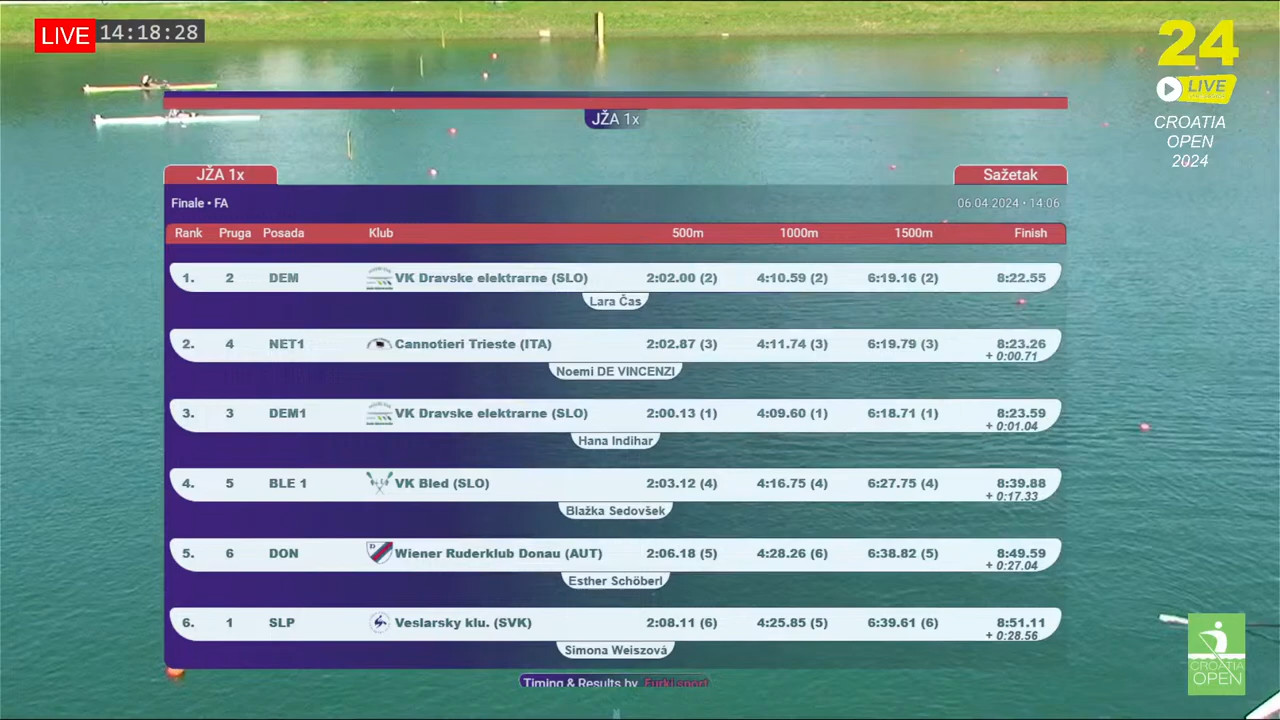 LIVE 14:18:28
24
LIVE
CROATIA
OPEN
2024
JŽA 1x
JŽA 1x Sažetak
Finale • FA 06 04 2024 • 14:06
Rank Pruga Posada Klub 500m 1000m 1500m Finish
1. 2 DEM VK Dravske elektrarne (SLO) 2:02.00 (2) 4:10.59 (2) 6:19.16 (2) 8:22.55
Lara Čas
2. 4 NET1 Cannotieri Trieste (ITA) 2:02.87 (3) 4:11.74 (3) 6:19.79 (3) 8:23.26
+ 0:00.71
Noemi DE VINCENZI
3. 3 DEM1 VK Dravske elektrarne (SLO) 2:00.13 (1) 4:09.60 (1) 6:18.71 (1) 8:23.59
+ 0:01.04
Hana Indihar
4. 5 BLE 1 VK Bled (SLO) 2:03.12 (4) 4:16.75 (4) 6:27.75 (4) 8:39.88
+ 0:17.33
Blažka Sedovšek
5. 6 DON Wiener Ruderklub Donau (AUT) 2:06.18 (5) 4:28.26 (6) 6:38.82 (5) 8:49.59
+ 0:27.04
Esther Schöberl
6. 1 SLP Veslarsky klu. (SVK) 2:08.11 (6) 4:25.85 (5) 6:39.61 (6) 8:51.11
+ 0:28.56
Simona Weiszová
Timing & Results by Furkisport
CROATIA
OPEN